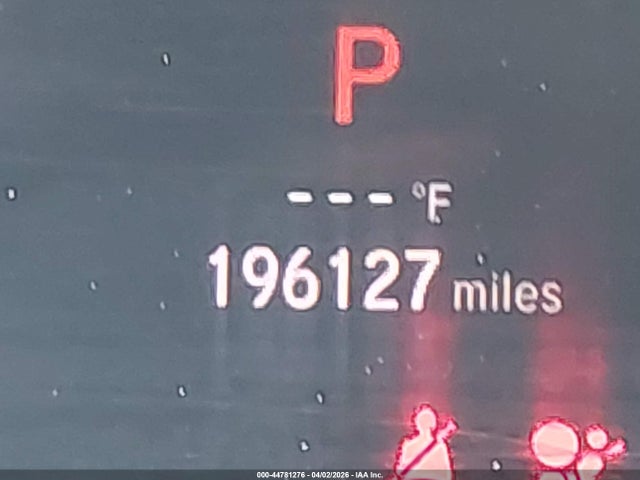 P
--- °F
196127 miles
000-44781276 - 04/02/2026 - IAA Inc.